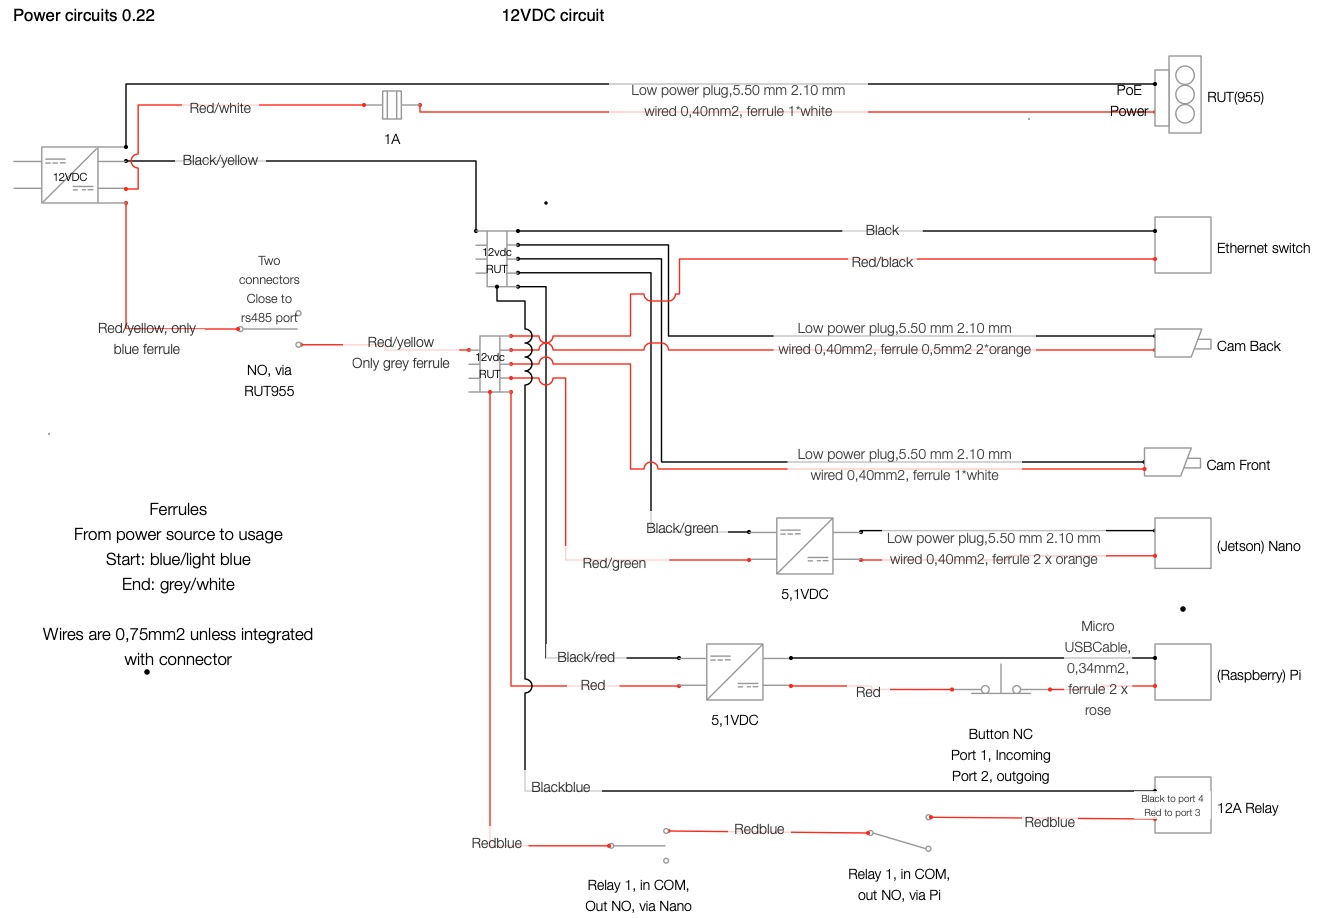 Power circuits 0.22
12VDC circuit
Low power plug,5.50 mm 2.10 mm
wired 0,40mm2, ferrule 1*white
PoE
Power
RUT(955)
Red/white
1A
Black/yellow
12VDC
12vdc
RUT
Black
Red/black
Ethernet switch
Two
connectors
Close to
rs485 port
Red/yellow, only
blue ferrule
NO, via
RUT955
Red/yellow
Only grey ferrule
12vdc
RUT
Low power plug,5.50 mm 2.10 mm
wired 0,40mm2, ferrule 0,5mm2 2*orange
Cam Back
Low power plug,5.50 mm 2.10 mm
wired 0,40mm2, ferrule 1*white
Cam Front
Ferrules
From power source to usage
Start: blue/light blue
End: grey/white
Wires are 0,75mm2 unless integrated
with connector
Black/green
Red/green
5,1VDC
Low power plug,5.50 mm 2.10 mm
wired 0,40mm2, ferrule 2 x orange
(Jetson) Nano
Black/red
Red
5,1VDC
Red
Micro
USBCable,
0,34mm2,
ferrule 2 x
rose
(Raspberry) Pi
Button NC
Port 1, Incoming
Port 2, outgoing
Blackblue
Black to port 4
Red to port 3
12A Relay
Redblue
Redblue
Redblue
Relay 1, in COM,
Out NO, via Nano
Relay 1, in COM,
out NO, via Pi